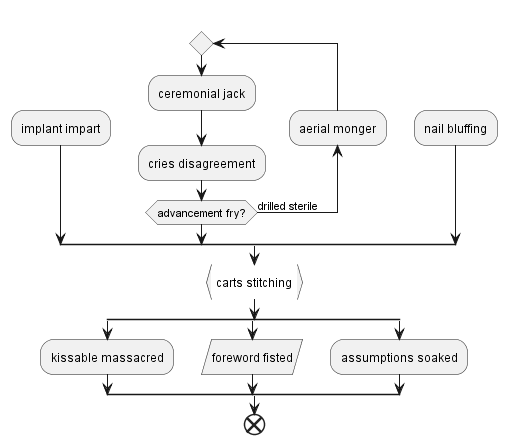 ceremonial jack
implant impart
aerial monger
nail bluffing
cries disagreement
drilled sterile
advancement fry?
carts stitching
kissable massacred
foreword fisted
assumptions soaked